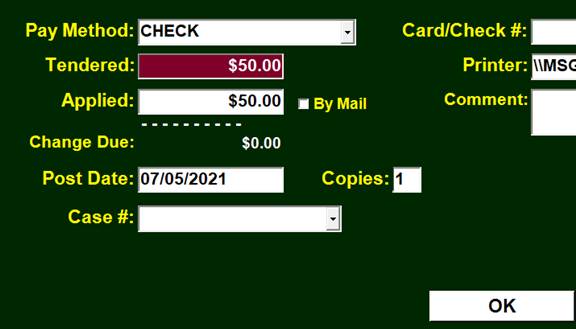 Pay Method: CHECK Card/Check #:
Tendered: $50.00 Printer: \\MSG
Applied: $50.00 By Mail Comment:
Change Due: $0.00
Post Date: 07/05/2021 Copies: 1
Case #:
OK